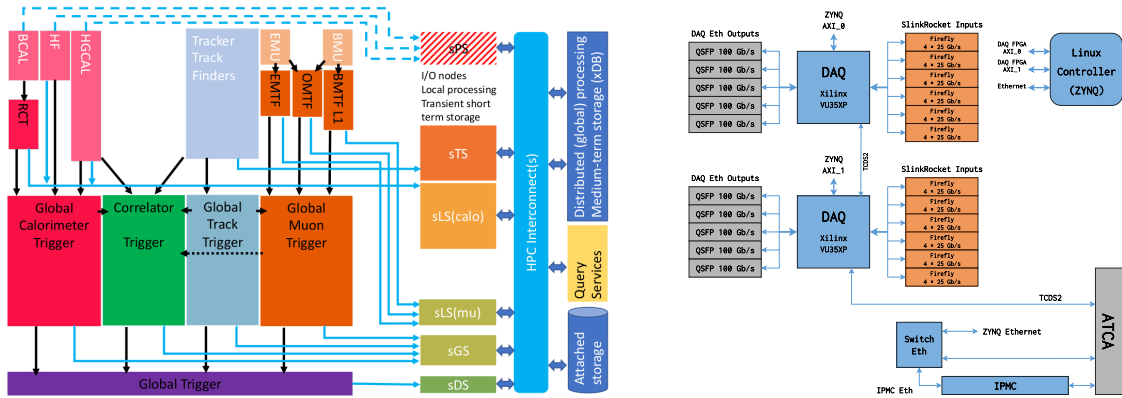 BCAL
HF
HGCAL
Tracker
Track
Finders
EMU
BMU
EMTF
OMTF
BMTF L1
RCT
sPS
I/O nodes
Local processing
Transient short
term storage
sTS
sLS(calo)
sLS(mu)
sGS
sDS
Global
Calorimeter
Trigger
Correlator
Trigger
Global
Track
Trigger
Global
Muon
Trigger
Global Trigger
HPC Interconnect(s)
Distributed (global) processing
Medium-term storage (xDB)
Query
Services
Attached
storage
ZYNQ
AXI_0
DAQ Eth Outputs
QSFP 100 Gb/s
QSFP 100 Gb/s
QSFP 100 Gb/s
QSFP 100 Gb/s
QSFP 100 Gb/s
DAQ
Xilinx
VU35XP
SlinkRocket Inputs
Firefly
4 × 25 Gb/s
Firefly
4 × 25 Gb/s
Firefly
4 × 25 Gb/s
Firefly
4 × 25 Gb/s
Firefly
4 × 25 Gb/s
Firefly
4 × 25 Gb/s
DAQ FPGA
AXI_0
DAQ FPGA
AXI_1
Ethernet
Linux
Controller
(ZYNQ)
TCDS2
ZYNQ
AXI_1
DAQ Eth Outputs
QSFP 100 Gb/s
QSFP 100 Gb/s
QSFP 100 Gb/s
QSFP 100 Gb/s
QSFP 100 Gb/s
DAQ
Xilinx
VU35XP
SlinkRocket Inputs
Firefly
4 × 25 Gb/s
Firefly
4 × 25 Gb/s
Firefly
4 × 25 Gb/s
Firefly
4 × 25 Gb/s
Firefly
4 × 25 Gb/s
Firefly
4 × 25 Gb/s
TCDS2
ATCA
Switch
Eth
ZYNQ Ethernet
IPMC Eth
IPMC